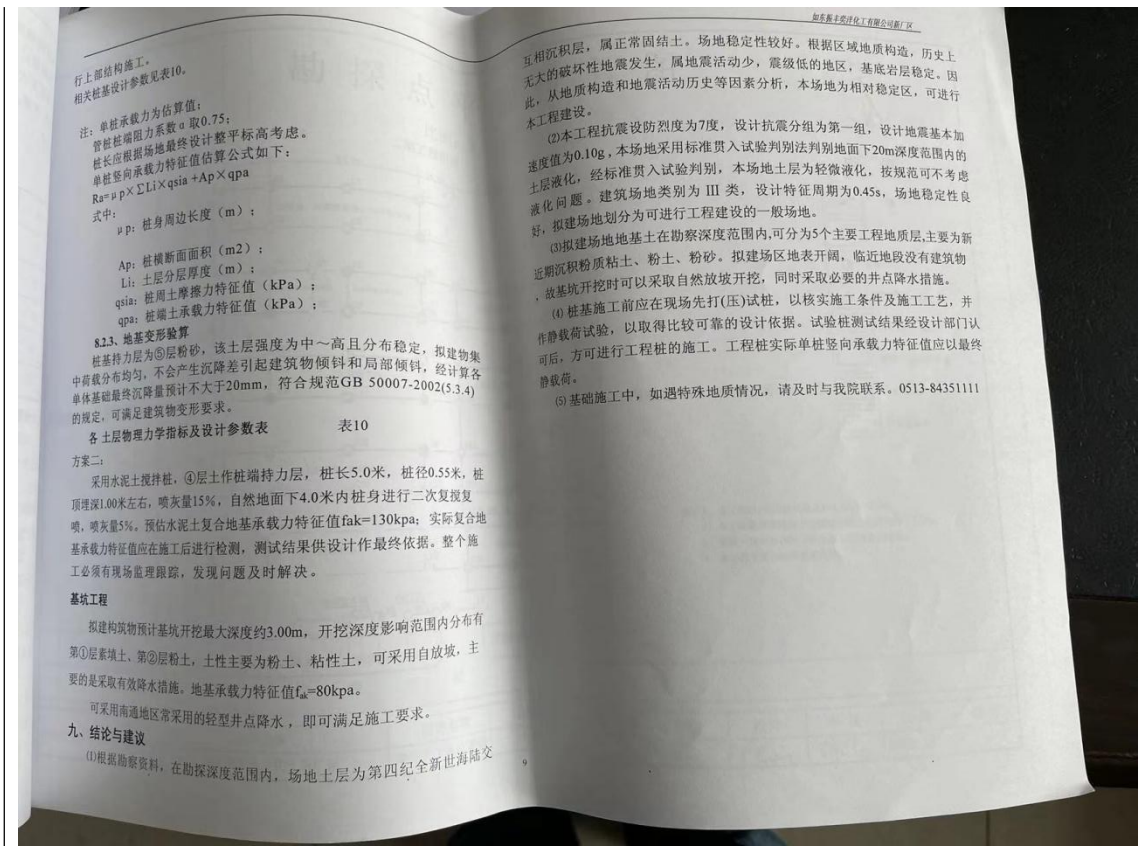 行上部结构施工。
相关桩基设计参数见表10。
注：单桩承载力为估算值；
管桩桩端阻力系数α取0.75；
桩长应根据场地最终设计整平标高考虑。
单桩竖向承载力特征值估算公式如下：
Ra=μp×∑Li×qsia +Ap×qpa
式中：
μp：桩身周边长度（m）；
Ap：桩横断面面积（m2）；
Li：土层分层厚度（m）；
qsia：桩周土摩擦力特征值（kPa）；
qpa：桩端土承载力特征值（kPa）；
8.2.3、地基变形验算
桩基持力层为⑤层粉砂，该土层强度为中～高且分布稳定，拟建物集
中荷载分布均匀，不会产生沉降差引起建筑物倾斜和局部倾斜，经计算各
单体基础最终沉降量预计不大于20mm，符合规范GB 50007-2002(5.3.4)
的规定，可满足建筑物变形要求。
各土层物理力学指标及设计参数表 表10
方案二：
采用水泥土搅拌桩，④层土作桩端持力层，桩长5.0米，桩径0.55米，桩
顶埋深1.00米左右，喷灰量15%，自然地面下4.0米内桩身进行二次复搅复
喷，喷灰量5%。预估水泥土复合地基承载力特征值fak=130kpa；实际复合地
基承载力特征值应在施工后进行检测，测试结果供设计作最终依据。整个施
工必须有现场监理跟踪，发现问题及时解决。
基坑工程
拟建构筑物预计基坑开挖最大深度约3.00m，开挖深度影响范围内分布有
第①层素填土、第②层粉土，土性主要为粉土、粘性土，可采用自放坡，主
要的是采取有效降水措施。地基承载力特征值fak=80kpa。
可采用南通地区常采用的轻型井点降水，即可满足施工要求。
九、结论与建议
⑴根据勘察资料，在勘探深度范围内，场地土层为第四纪全新世海陆交
9
如东振丰奕洋化工有限公司新厂区
互相沉积层，属正常固结土。场地稳定性较好。根据区域地质构造，历史上
无大的破坏性地震发生，属地震活动少，震级低的地区，基底岩层稳定。因
此，从地质构造和地震活动历史等因素分析，本场地为相对稳定区，可进行
本工程建设。
⑵本工程抗震设防烈度为7度，设计抗震分组为第一组，设计地震基本加
速度值为0.10g，本场地采用标准贯入试验判别法判别地面下20m深度范围内的
土层液化，经标准贯入试验判别，本场地土层为轻微液化，按规范可不考虑
液化问题。建筑场地类别为 III 类，设计特征周期为0.45s，场地稳定性良
好，拟建场地划分为可进行工程建设的一般场地。
⑶拟建场地地基土在勘察深度范围内,可分为5个主要工程地质层,主要为新
近期沉积粉质粘土、粉土、粉砂。拟建场区地表开阔，临近地段没有建筑物
，故基坑开挖时可以采取自然放坡开挖，同时采取必要的井点降水措施。
⑷ 桩基施工前应在现场先打(压)试桩，以核实施工条件及施工工艺，并
作静载荷试验，以取得比较可靠的设计依据。试验桩测试结果经设计部门认
可后，方可进行工程桩的施工。工程桩实际单桩竖向承载力特征值应以最终
静载荷。
⑸基础施工中，如遇特殊地质情况，请及时与我院联系。0513-84351111